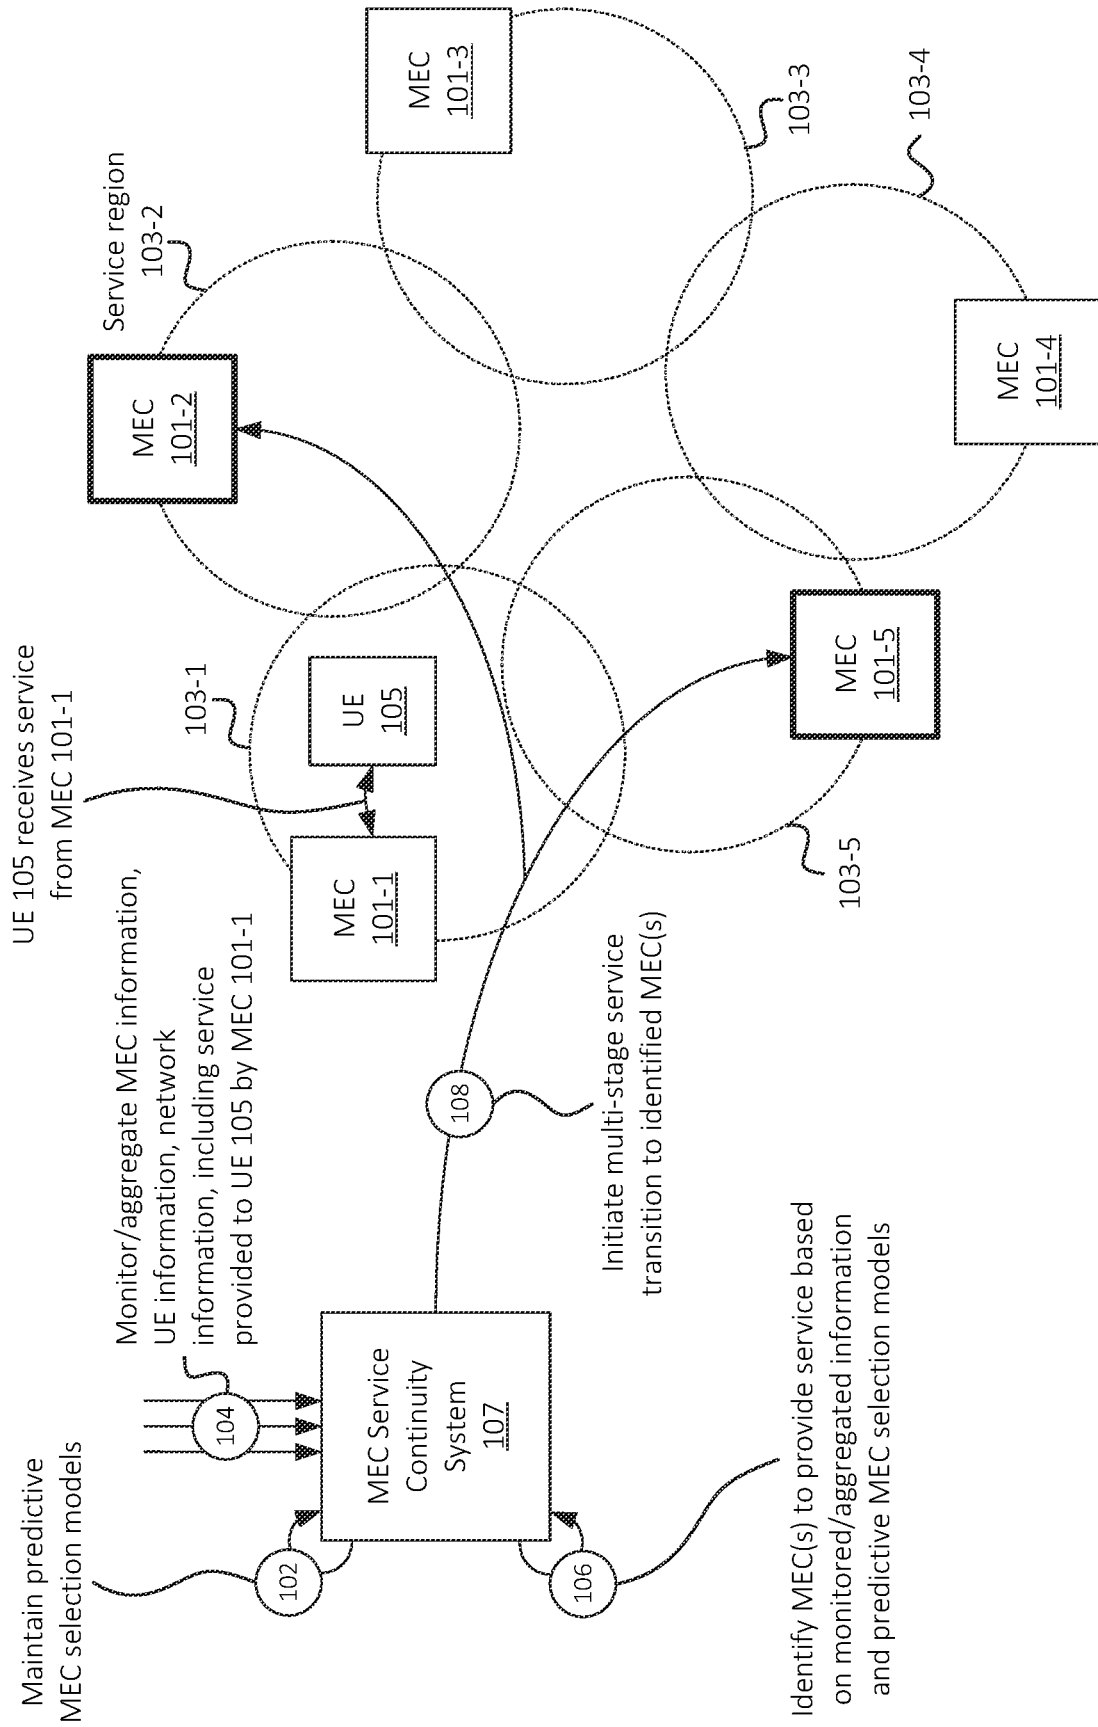 Maintain predictive
MEC selection models
102
Monitor/aggregate MEC information,
UE information, network
information, including service
provided to UE 105 by MEC 101-1
104
MEC Service
Continuity
System
107
106
Identify MEC(s) to provide service based
on monitored/aggregated information
and predictive MEC selection models
108
Initiate multi-stage service
transition to identified MEC(s)
UE 105 receives service
from MEC 101-1
MEC
101-1
UE
105
103-1
MEC
101-2
Service region
103-2
MEC
101-3
103-3
103-4
MEC
101-4
MEC
101-5
103-5